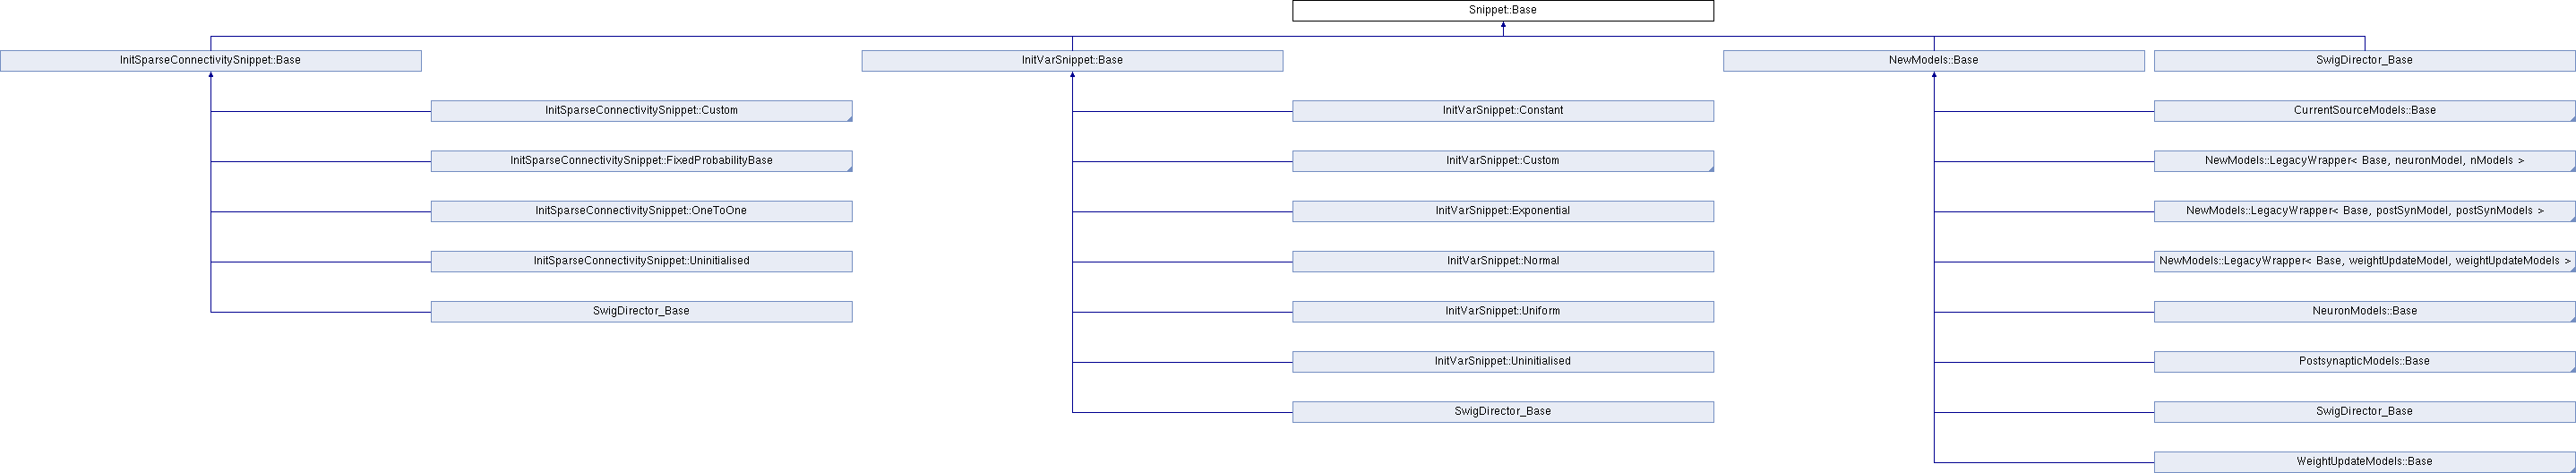 Snippet::Base
InitSparseConnectivitySnippet::Base
InitVarSnippet::Base
NewModels::Base
SwigDirector_Base
InitSparseConnectivitySnippet::Custom
InitVarSnippet::Constant
CurrentSourceModels::Base
InitSparseConnectivitySnippet::FixedProbabilityBase
InitVarSnippet::Custom
NewModels::LegacyWrapper< Base, neuronModel, nModels >
InitSparseConnectivitySnippet::OneToOne
InitVarSnippet::Exponential
NewModels::LegacyWrapper< Base, postSynModel, postSynModels >
InitSparseConnectivitySnippet::Uninitialised
InitVarSnippet::Normal
NewModels::LegacyWrapper< Base, weightUpdateModel, weightUpdateModels >
SwigDirector_Base
InitVarSnippet::Uniform
NeuronModels::Base
InitVarSnippet::Uninitialised
PostsynapticModels::Base
SwigDirector_Base
SwigDirector_Base
WeightUpdateModels::Base